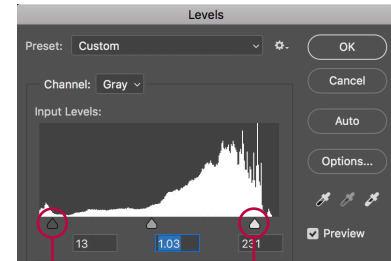 Levels
Preset: Custom
OK
Channel: Gray
Cancel
Input Levels:
Auto
Options...
13 1.03 231
Preview